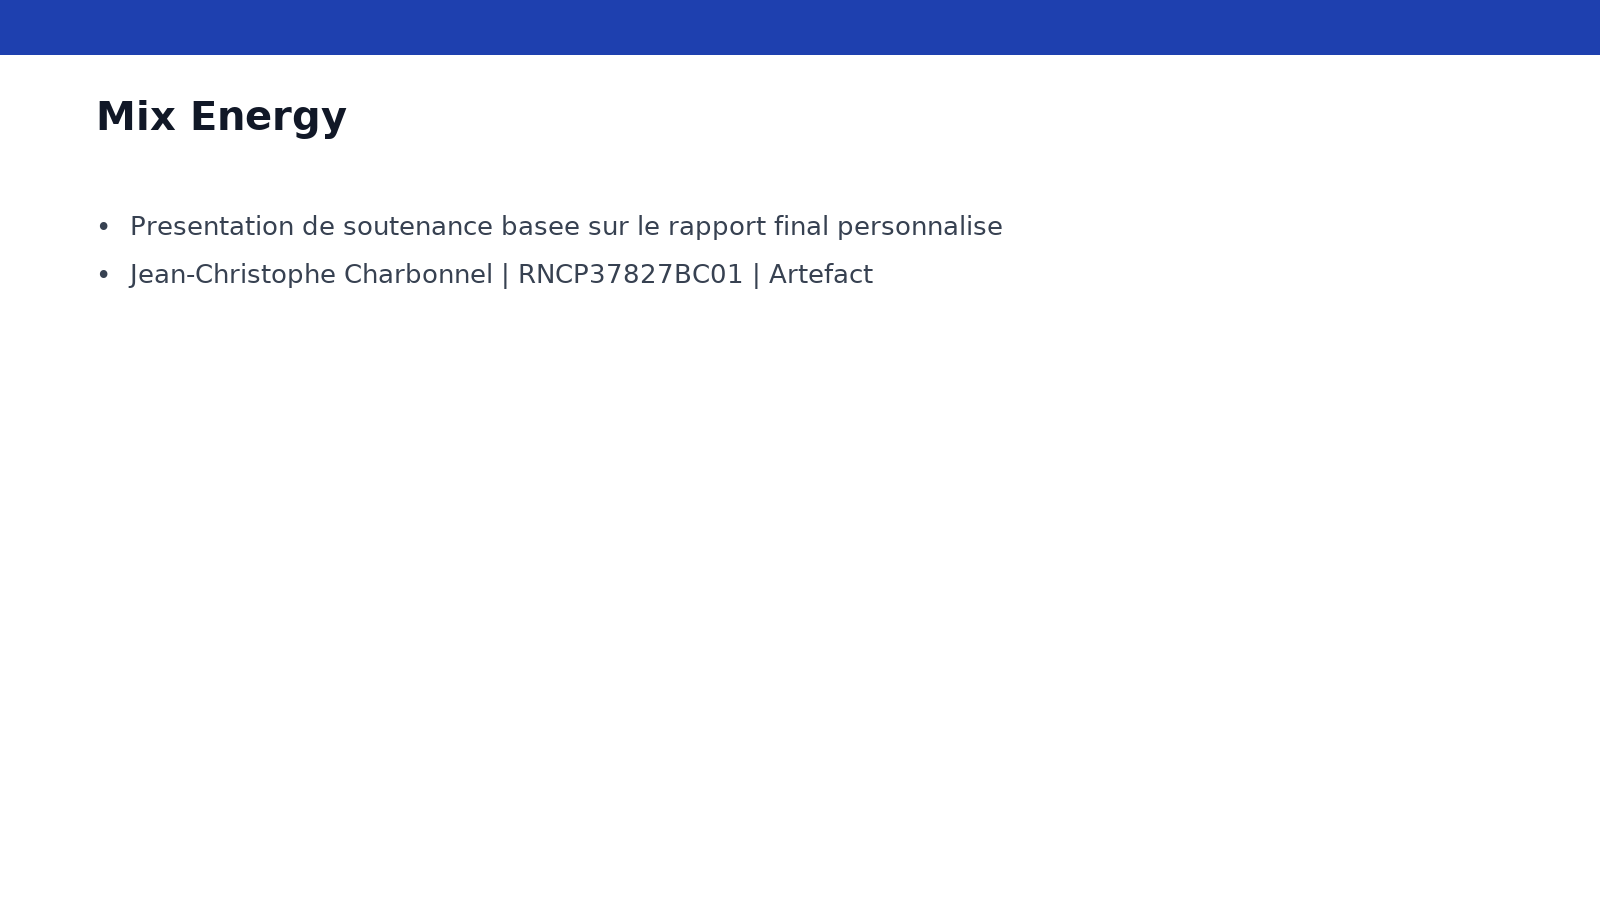 Mix Energy
• Presentation de soutenance basee sur le rapport final personnalise
• Jean-Christophe Charbonnel | RNCP37827BC01 | Artefact